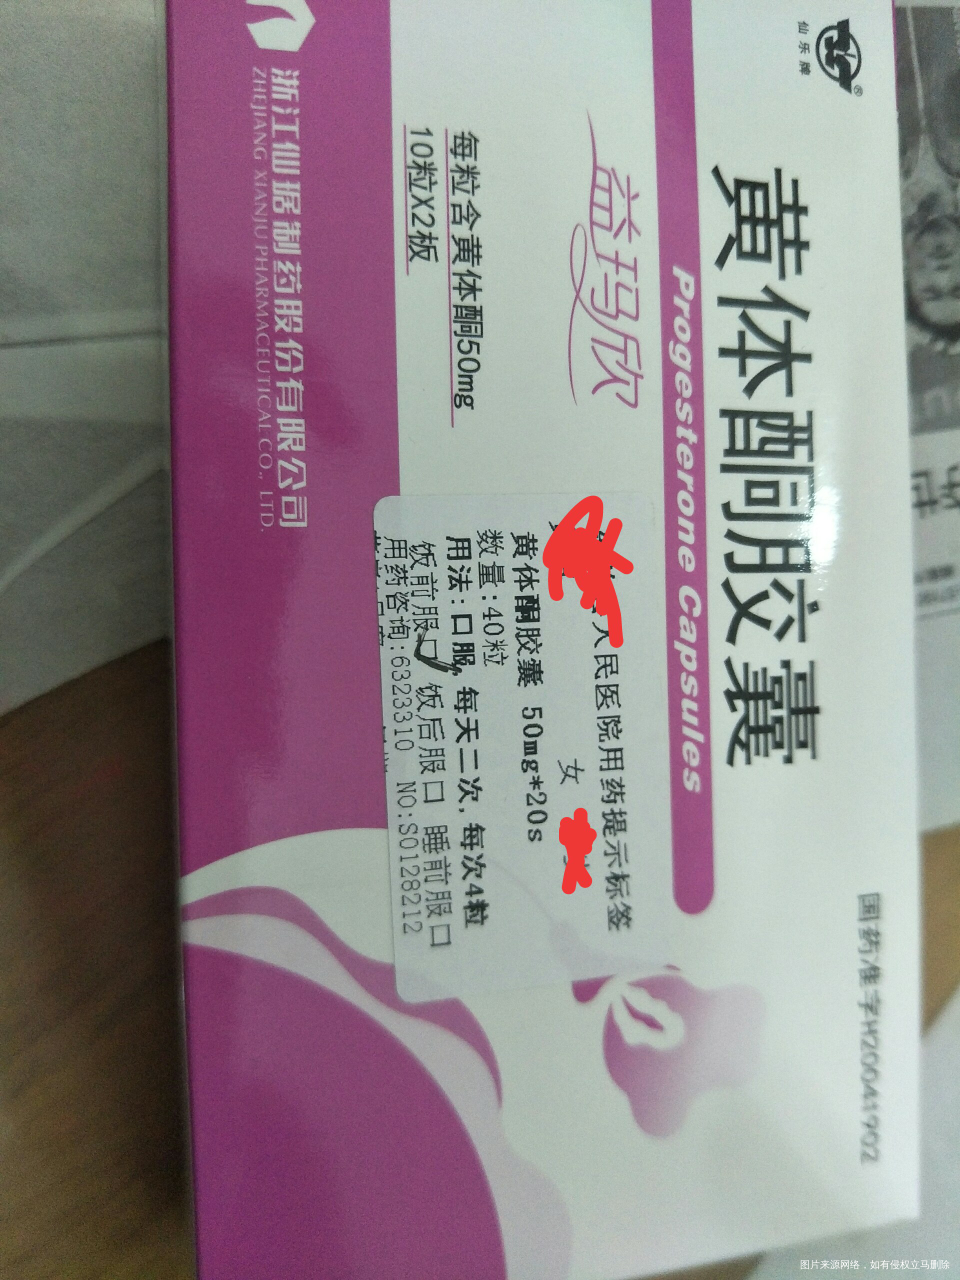 仙乐牌
®
黄体酮胶囊
Progesterone Capsules
国药准字H20041902
益玛欣
每粒含黄体酮50mg
10粒X2板
浙江仙琚制药股份有限公司
ZHEJIANG XIANJU PHARMACEUTICAL CO., LTD.
人民医院用药提示标签
女
黄体酮胶囊 50mg*20s
数量:40粒
用法:口服,每天二次,每次4粒
饭前服口 饭后服口 睡前服口
用药咨询:6323310 NO:S0128212
图片来源网络,如有侵权立马删除